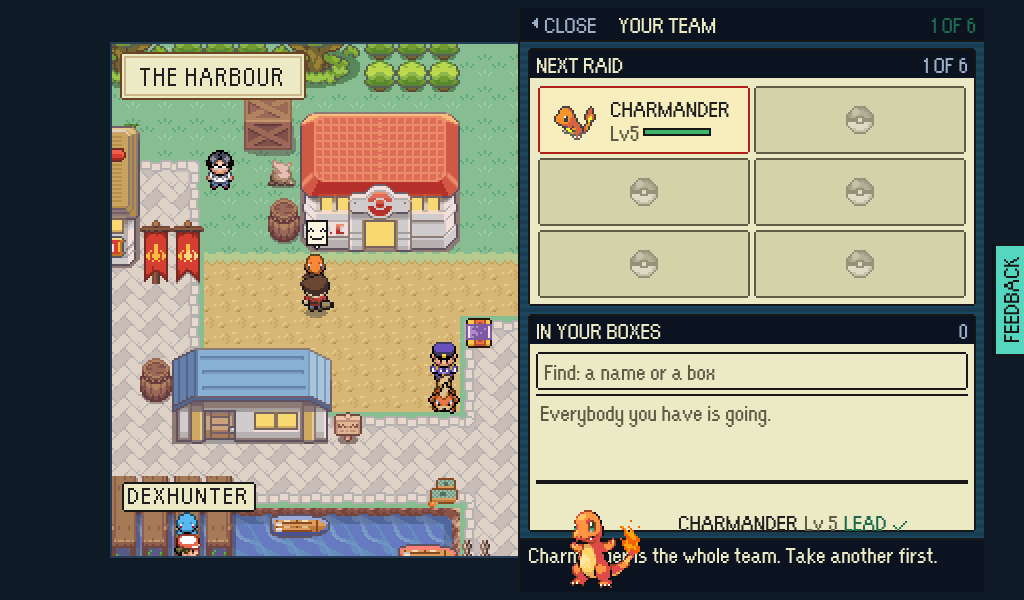 THE HARBOUR
DEXHUNTER
CLOSE YOUR TEAM 1 OF 6
NEXT RAID 1 OF 6
CHARMANDER
Lv5
IN YOUR BOXES 0
Find: a name or a box
Everybody you have is going.
CHARMANDER Lv 5 LEAD
is the whole team. Take another first.
FEEDBACK